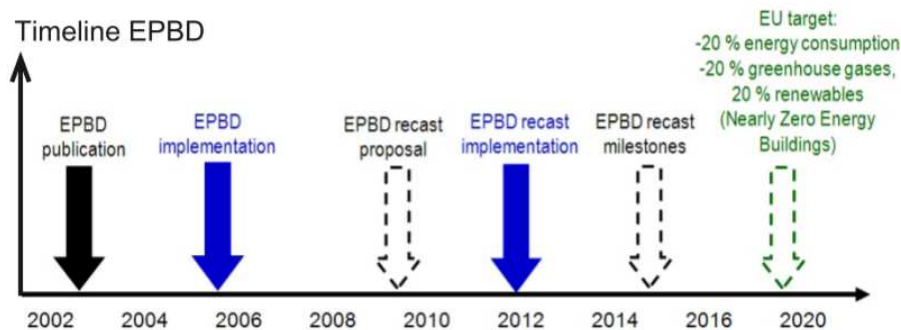 Timeline EPBD
EPBD
publication
EPBD
implementation
EPBD recast
proposal
EPBD recast
implementation
EPBD recast
milestones
EU target:
-20 % energy consumption
-20 % greenhouse gases,
20 % renewables
(Nearly Zero Energy
Buildings)
2002 2004 2006 2008 2010 2012 2014 2016 2020